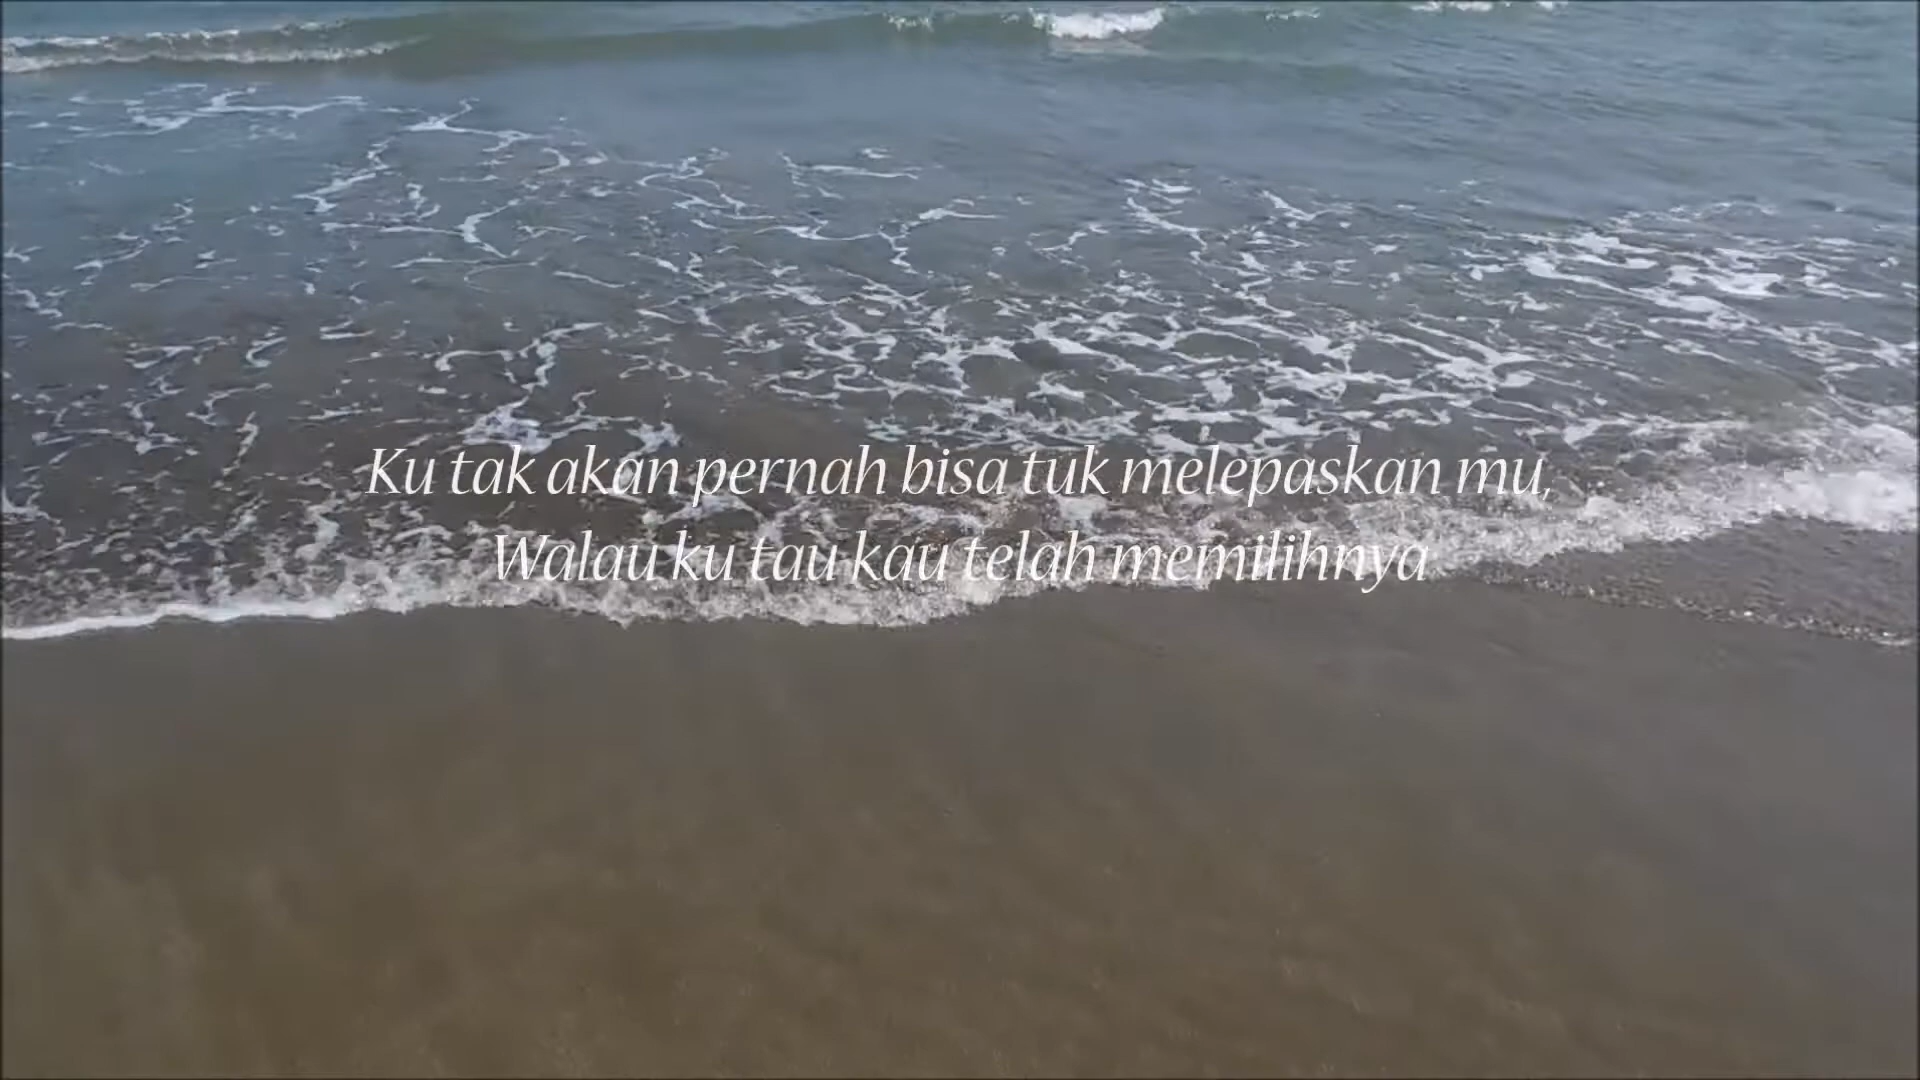 Ku tak akan pernah bisa tuk melepaskan mu,
Walau ku tau kau telah memilihnya